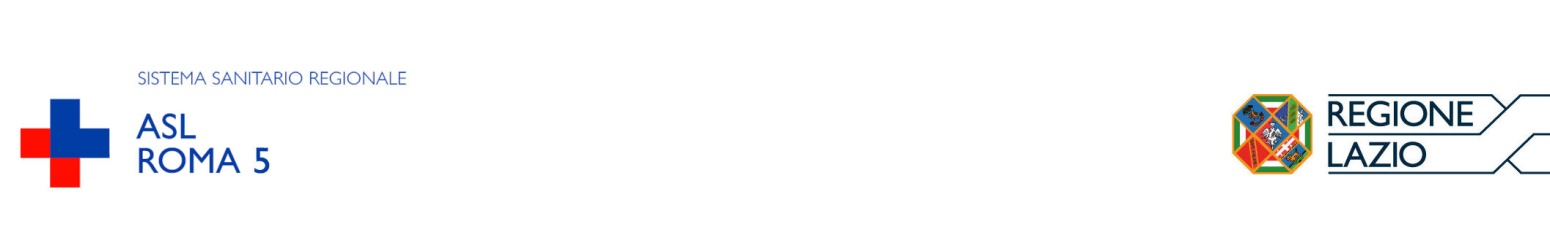 SISTEMA SANITARIO REGIONALE
ASL
ROMA 5
REGIONE
LAZIO